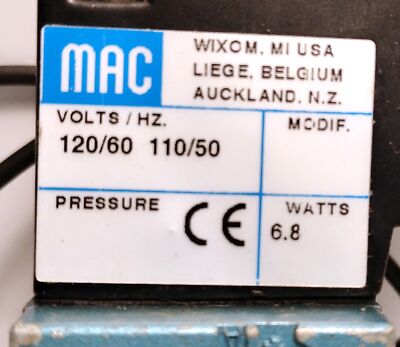 MAC
WIXOM, MI USA
LIEGE, BELGIUM
AUCKLAND, N.Z.
VOLTS / HZ. MODIF.
120/60 110/50
PRESSURE CE WATTS
6.8